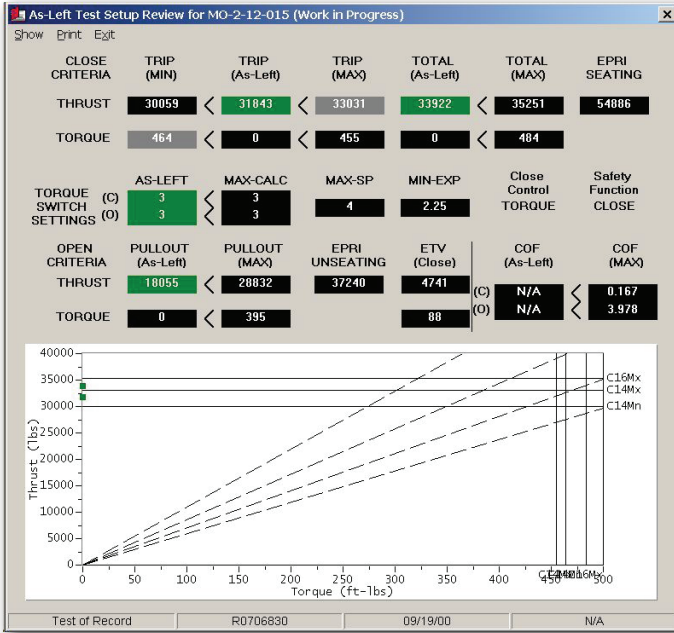 As-Left Test Setup Review for MO-2-12-015 (Work in Progress)
Show Print Exit
CLOSE CRITERIA TRIP (MIN) TRIP (As-Left) TRIP (MAX) TOTAL (As-Left) TOTAL (MAX) EPRI SEATING
THRUST 30059 < 31843 < 33031 33922 < 35251 54886
TORQUE 464 < 0 < 455 0 < 484
AS-LEFT MAX-CALC MAX-SP MIN-EXP Close Control Safety Function
TORQUE SWITCH SETTINGS (C) 3 < 3 4 2.25 TORQUE CLOSE
(O) 3 < 3
OPEN CRITERIA PULLOUT (As-Left) PULLOUT (MAX) EPRI UNSEATING ETV (Close) COF (As-Left) COF (MAX)
THRUST 18055 < 28832 37240 4741 (C) N/A < 0.167
TORQUE 0 < 395 88 (O) N/A < 3.978
40000
35000
30000
25000
20000
15000
10000
5000
0
Thrust (lbs)
C16Mx
C14Mx
C14Mn
0 50 100 150 200 250 300 350 400 500
Torque (ft-lbs)
Test of Record R0706830 09/19/00 N/A